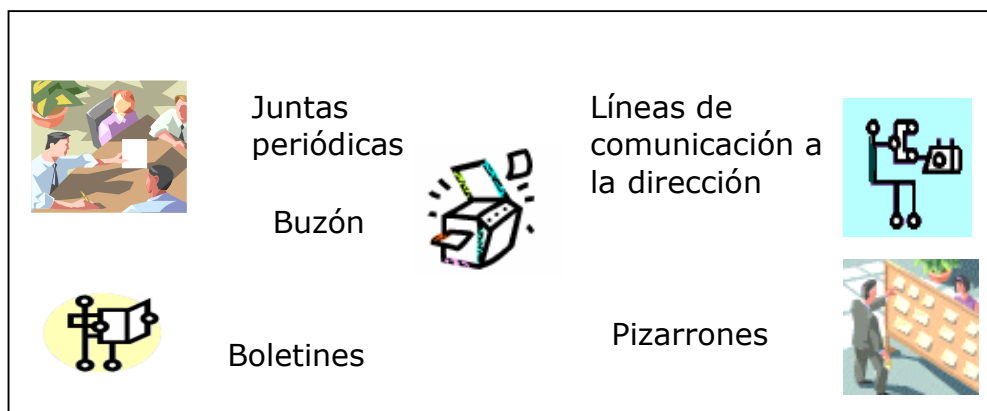 Juntas
periódicas
Buzón
Boletines
Líneas de
comunicación a
la dirección
Pizarrones